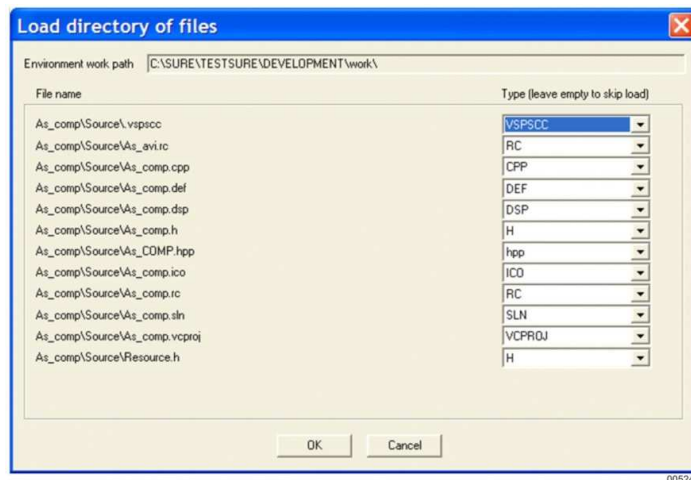 Load directory of files
Environment work path C:\SURE\TESTSURE\DEVELOPMENT\work\
File name Type (leave empty to skip load)
As_comp\Source\.vspscc VSPSCC
As_comp\Source\As_avi.rc RC
As_comp\Source\As_comp.cpp CPP
As_comp\Source\As_comp.def DEF
As_comp\Source\As_comp.dsp DSP
As_comp\Source\As_comp.h H
As_comp\Source\As_COMP.hpp hpp
As_comp\Source\As_comp.ico ICO
As_comp\Source\As_comp.rc RC
As_comp\Source\As_comp.sln SLN
As_comp\Source\As_comp.vcproj VCPROJ
As_comp\Source\Resource.h H
OK Cancel